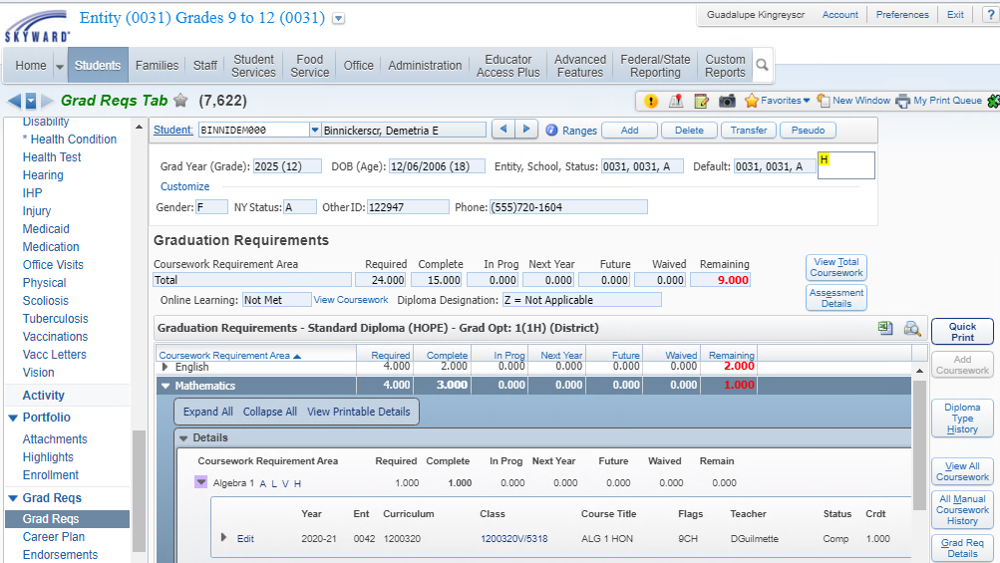 SKYWARD
Entity (0031) Grades 9 to 12 (0031)
Guadalupe Kingreyscr Account Preferences Exit ?
Home Students Families Staff Student Services Food Service Office Administration Educator Access Plus Advanced Features Federal/State Reporting Custom Reports
Grad Reqs Tab (7,622)
Favorites New Window My Print Queue
Disability
* Health Condition
Health Test
Hearing
IHP
Injury
Medicaid
Medication
Office Visits
Physical
Scoliosis
Tuberculosis
Vaccinations
Vacc Letters
Vision
Activity
Portfolio
Attachments
Highlights
Enrollment
Grad Reqs
Grad Reqs
Career Plan
Endorsements
Student: BINNIDEM000 Binnickerscr, Demetria E Ranges Add Delete Transfer Pseudo
Grad Year (Grade): 2025 (12) DOB (Age): 12/06/2006 (18) Entity, School, Status: 0031, 0031, A Default: 0031, 0031, A H
Customize
Gender: F NY Status: A Other ID: 122947 Phone: (555)720-1604
Graduation Requirements
Coursework Requirement Area Required Complete In Prog Next Year Future Waived Remaining
Total 24.000 15.000 0.000 0.000 0.000 0.000 9.000
Online Learning: Not Met View Coursework Diploma Designation: Z = Not Applicable
View Total Coursework
Assessment Details
Graduation Requirements - Standard Diploma (HOPE) - Grad Opt: 1(1H) (District)
Coursework Requirement Area Required Complete In Prog Next Year Future Waived Remaining
English 4.000 2.000 0.000 0.000 0.000 0.000 2.000
Mathematics 4.000 3.000 0.000 0.000 0.000 0.000 1.000
Expand All Collapse All View Printable Details
Details
Coursework Requirement Area Required Complete In Prog Next Year Future Waived Remain
Algebra 1 A L V H 1.000 1.000 0.000 0.000 0.000 0.000 0.000
Year Ent Curriculum Class Course Title Flags Teacher Status Crdt
Edit 2020-21 0042 1200320 1200320V/5318 ALG 1 HON 9CH DGuilmette Comp 1.000
Quick Print
Add Coursework
Diploma Type History
View All Coursework
All Manual Coursework History
Grad Req Details